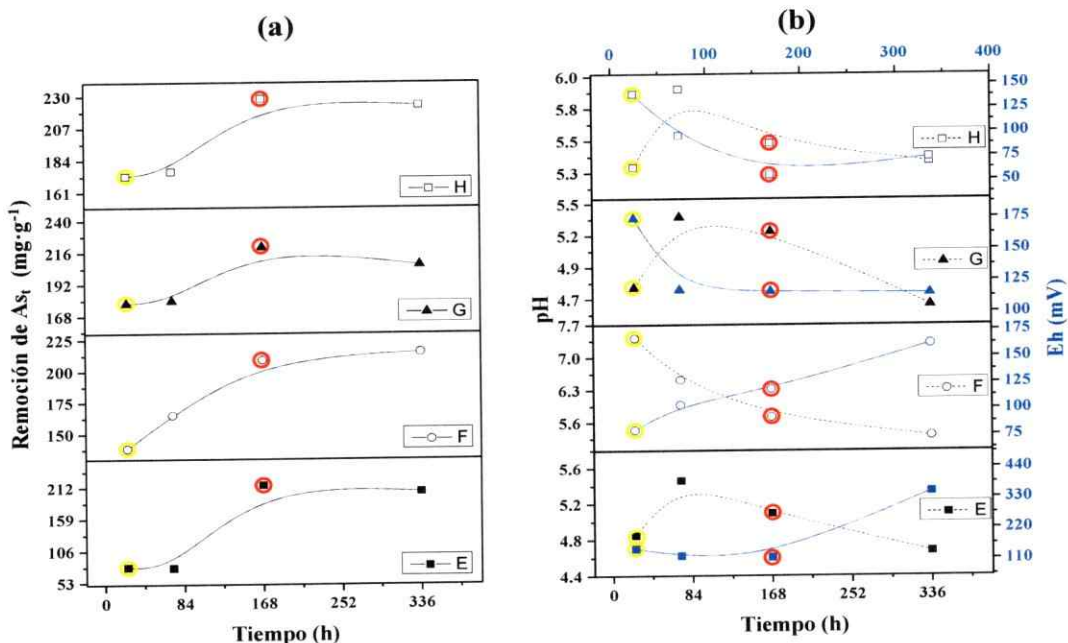 (a)
Remoción de Ast (mg·g-1)
230
207
184
161
H
240
216
192
168
G
225
200
175
150
F
212
159
106
53
E
0 84 168 252 336
Tiempo (h)
(b)
0 100 200 300 400
pH
Eh (mV)
6.0
5.8
5.5
5.3
150
125
100
75
50
H
5.5
5.2
4.9
4.7
175
150
125
100
G
7.7
7.0
6.3
5.6
175
150
125
100
75
F
5.6
5.2
4.8
4.4
440
330
220
110
E
0 84 168 252 336
Tiempo (h)